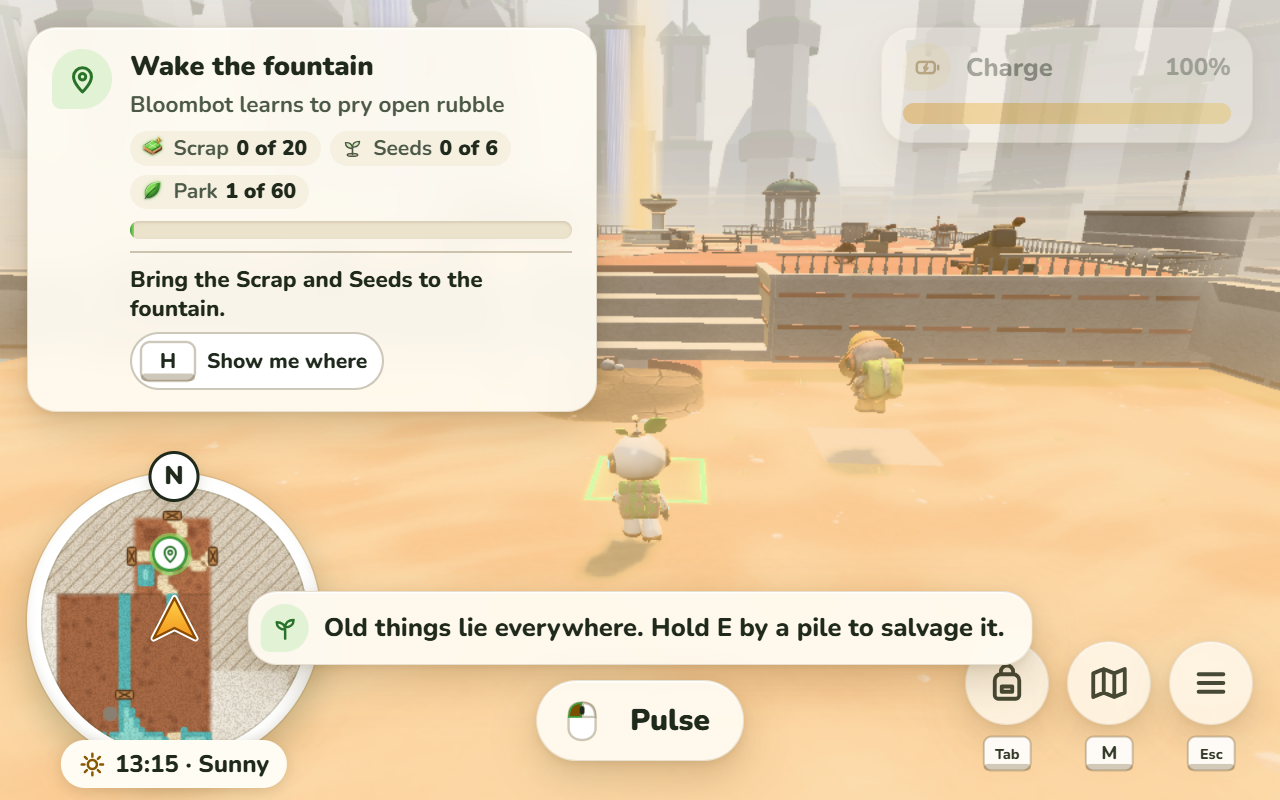 Wake the fountain
Bloombot learns to pry open rubble
Scrap 0 of 20 Seeds 0 of 6
Park 1 of 60
Bring the Scrap and Seeds to the
fountain.
H Show me where
Charge 100%
N
Old things lie everywhere. Hold E by a pile to salvage it.
Pulse
Tab M Esc
13:15 · Sunny